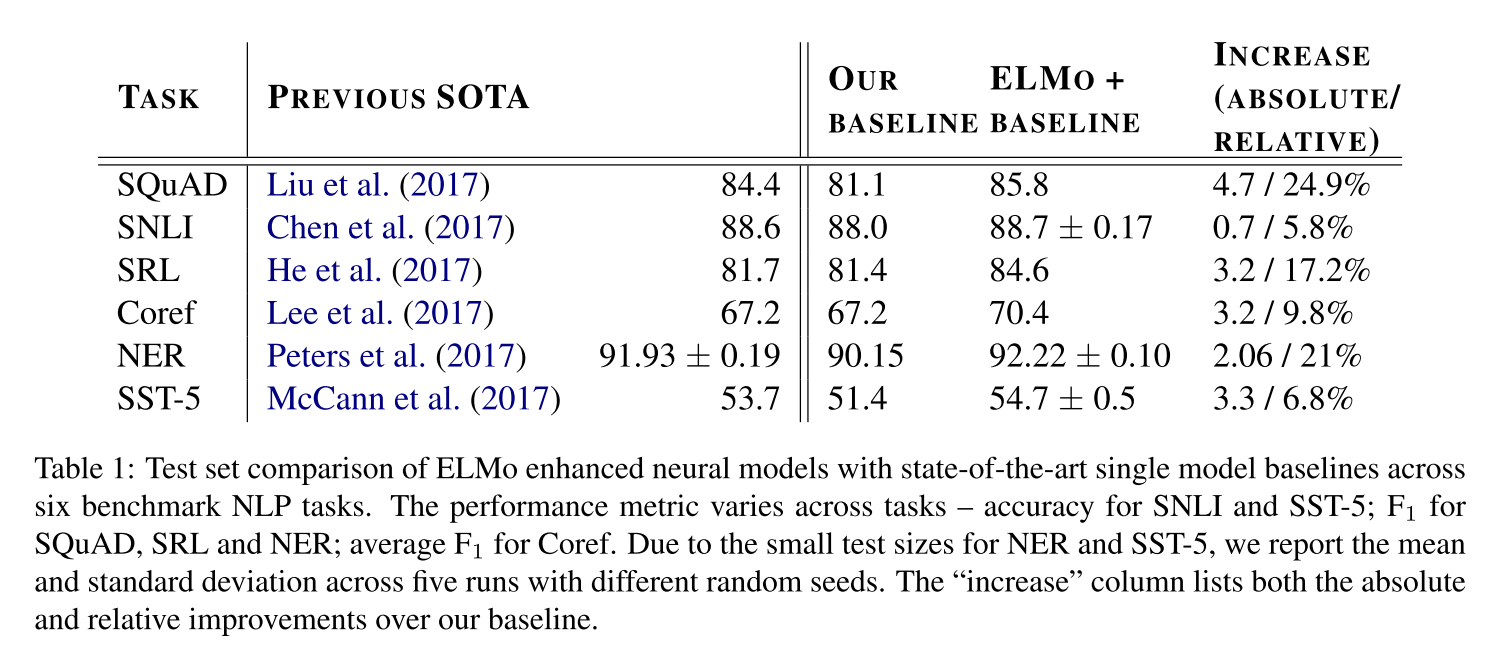 TASK PREVIOUS SOTA OUR BASELINE ELMO + BASELINE INCREASE (ABSOLUTE/ RELATIVE)
SQuAD Liu et al. (2017) 84.4 81.1 85.8 4.7 / 24.9%
SNLI Chen et al. (2017) 88.6 88.0 88.7 ± 0.17 0.7 / 5.8%
SRL He et al. (2017) 81.7 81.4 84.6 3.2 / 17.2%
Coref Lee et al. (2017) 67.2 67.2 70.4 3.2 / 9.8%
NER Peters et al. (2017) 91.93 ± 0.19 90.15 92.22 ± 0.10 2.06 / 21%
SST-5 McCann et al. (2017) 53.7 51.4 54.7 ± 0.5 3.3 / 6.8%
Table 1: Test set comparison of ELMo enhanced neural models with state-of-the-art single model baselines across
six benchmark NLP tasks. The performance metric varies across tasks – accuracy for SNLI and SST-5; F₁ for
SQuAD, SRL and NER; average F₁ for Coref. Due to the small test sizes for NER and SST-5, we report the mean
and standard deviation across five runs with different random seeds. The “increase” column lists both the absolute
and relative improvements over our baseline.